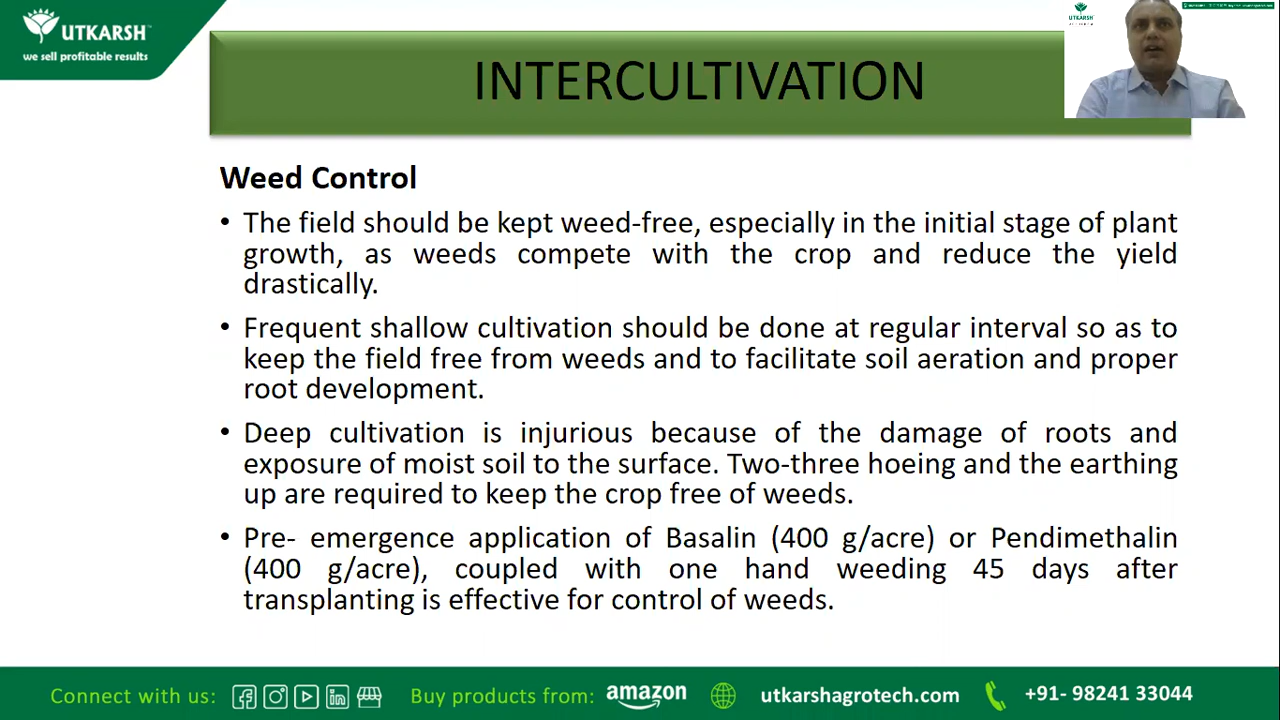 UTKARSH
we sell profitable results
INTERCULTIVATION
UTKARSH
Weed Control
• The field should be kept weed-free, especially in the initial stage of plant
growth, as weeds compete with the crop and reduce the yield
drastically.
• Frequent shallow cultivation should be done at regular interval so as to
keep the field free from weeds and to facilitate soil aeration and proper
root development.
• Deep cultivation is injurious because of the damage of roots and
exposure of moist soil to the surface. Two-three hoeing and the earthing
up are required to keep the crop free of weeds.
• Pre- emergence application of Basalin (400 g/acre) or Pendimethalin
(400 g/acre), coupled with one hand weeding 45 days after
transplanting is effective for control of weeds.
Connect with us: Buy products from: amazon utkarshagrotech.com +91- 98241 33044